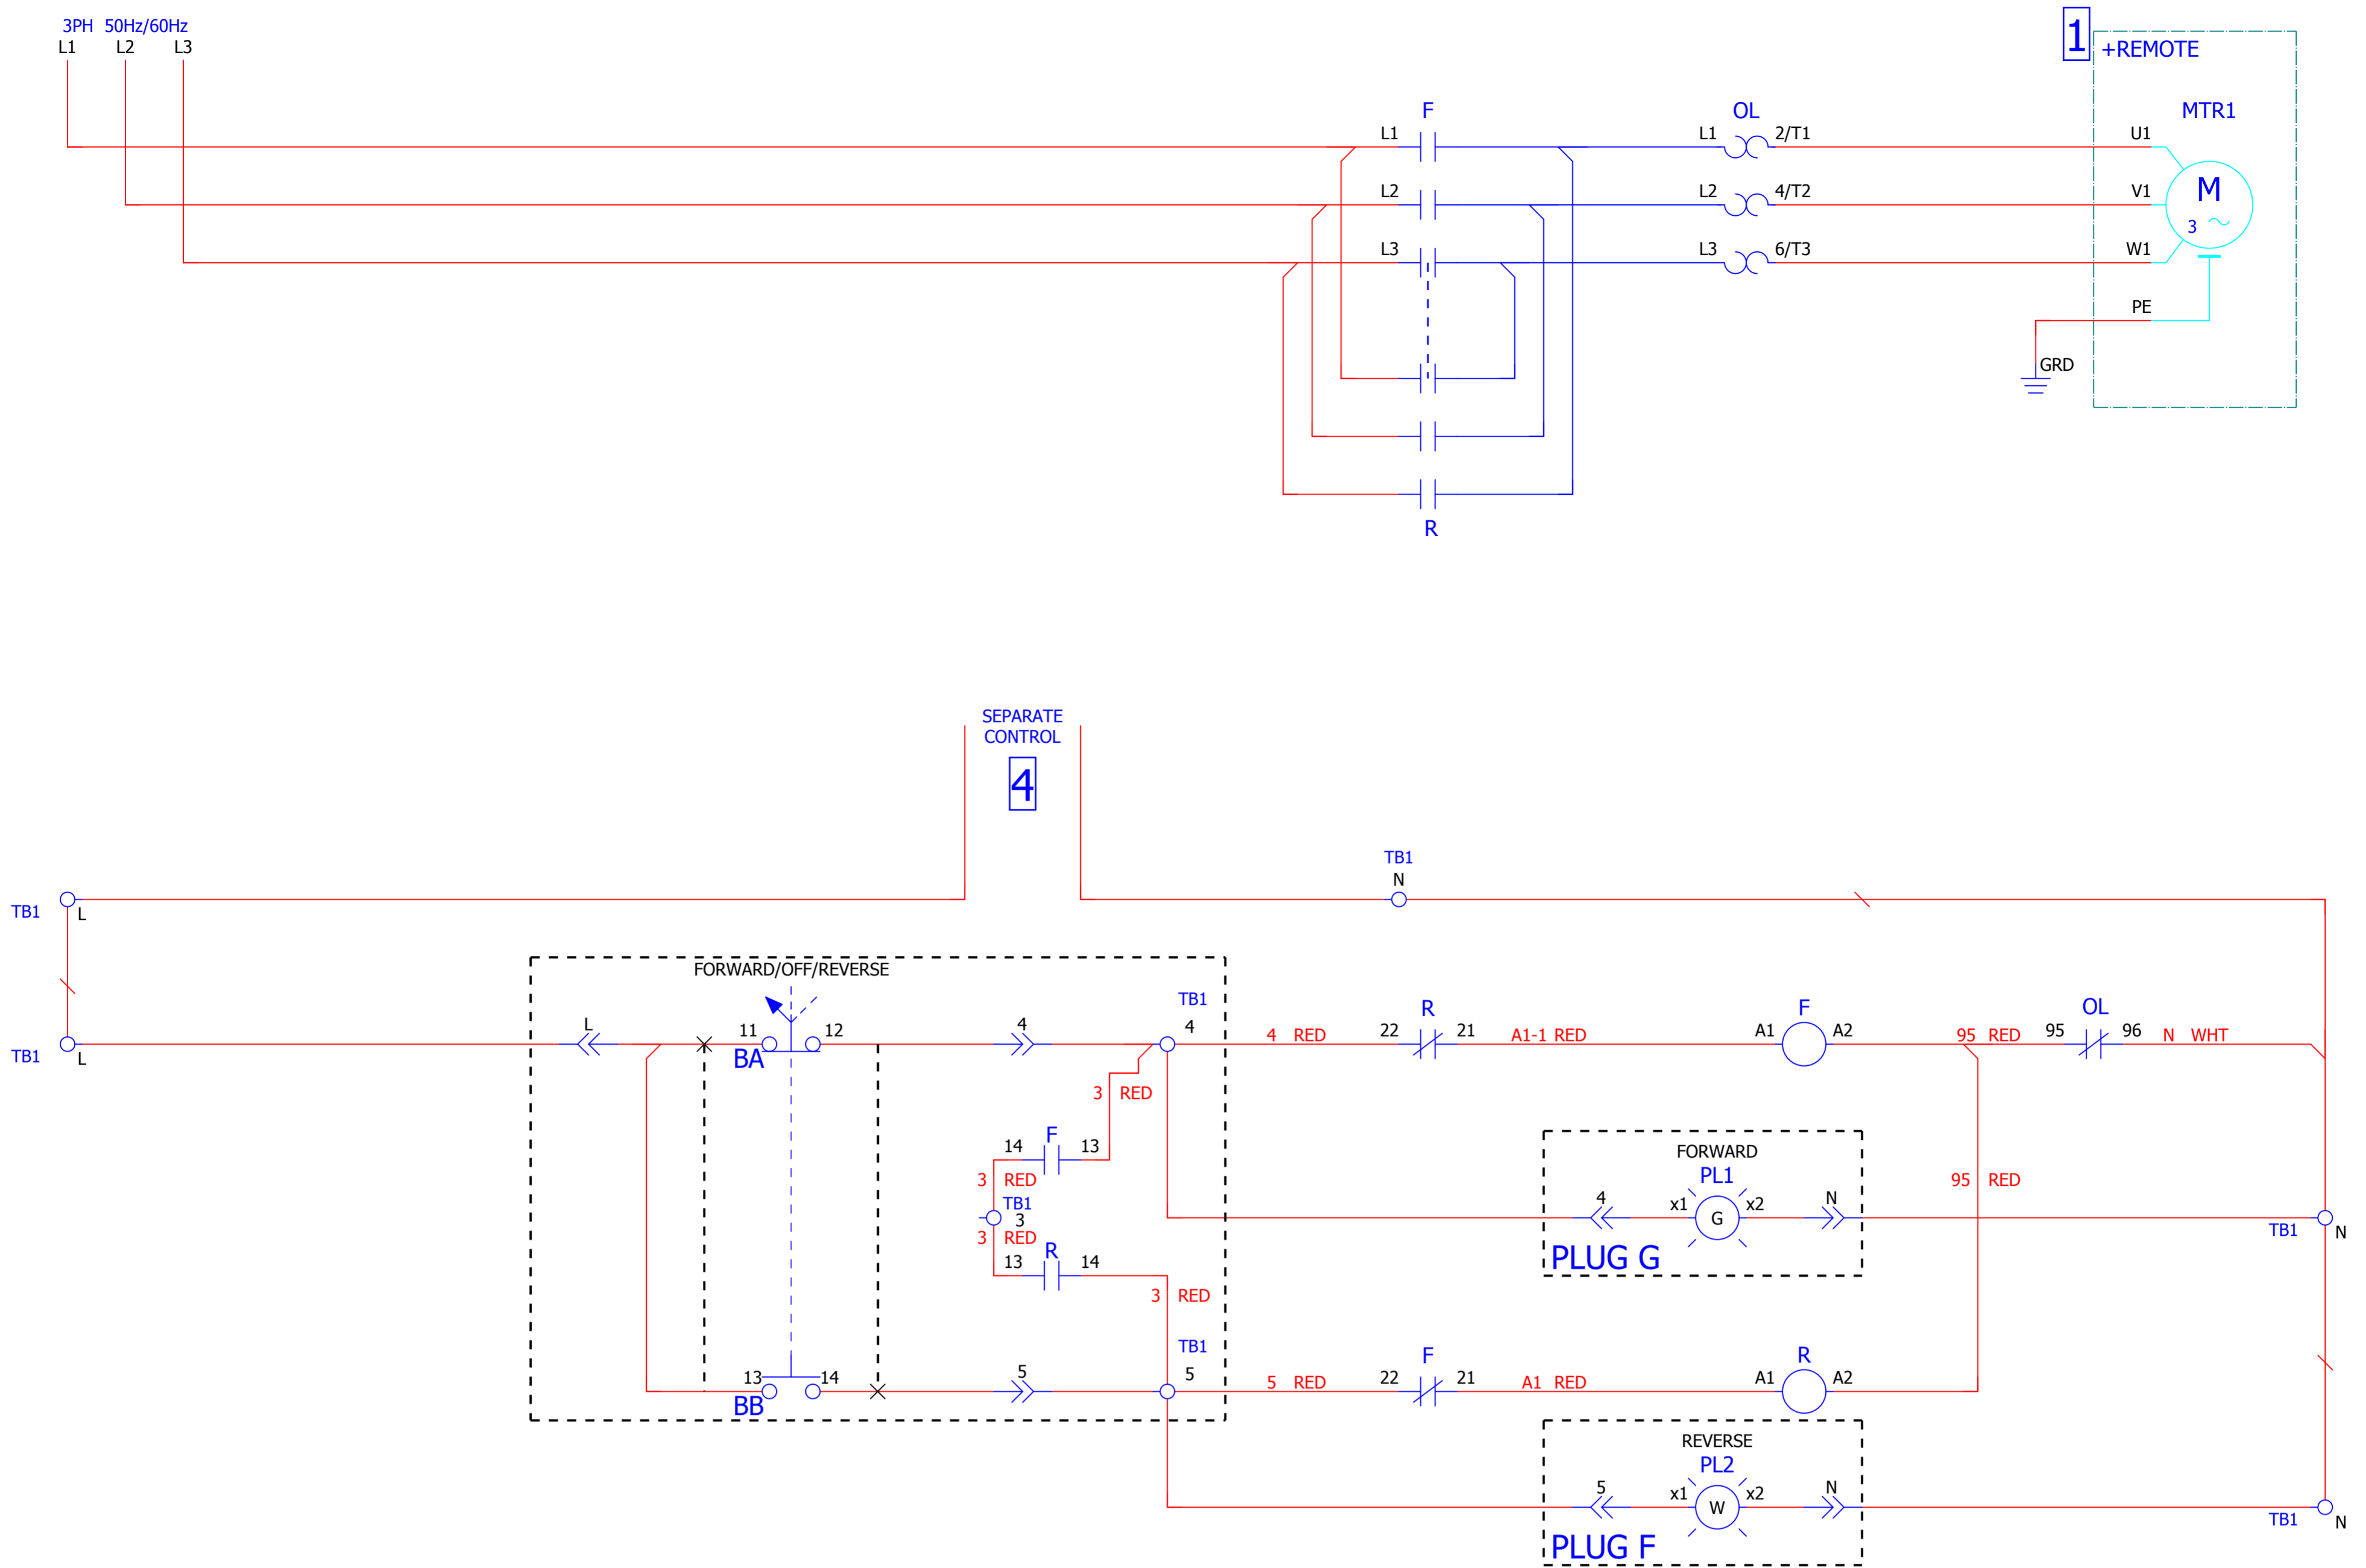 3PH 50Hz/60Hz
L1 L2 L3
1
+REMOTE
F OL MTR1
L1 L1 2/T1 U1
L2 L2 4/T2 V1
M
3
L3 L3 6/T3 W1
PE
GRD
R
SEPARATE
CONTROL
4
TB1
N
TB1 L
FORWARD/OFF/REVERSE
TB1
4
L 11 12 4
R F OL
4 RED 22 21 A1-1 RED A1 A2 95 RED 95 96 N WHT
TB1 L
BA
3 RED
F
14 13
3 RED
TB1
3
3 RED
R
13 14
3 RED
FORWARD
PL1
4 x1 G x2 N
PLUG G
95 RED
TB1 N
TB1
5
13 14 5
BB
F R
5 RED 22 21 A1 RED A1 A2
REVERSE
PL2
5 x1 W x2 N
PLUG F
TB1 N